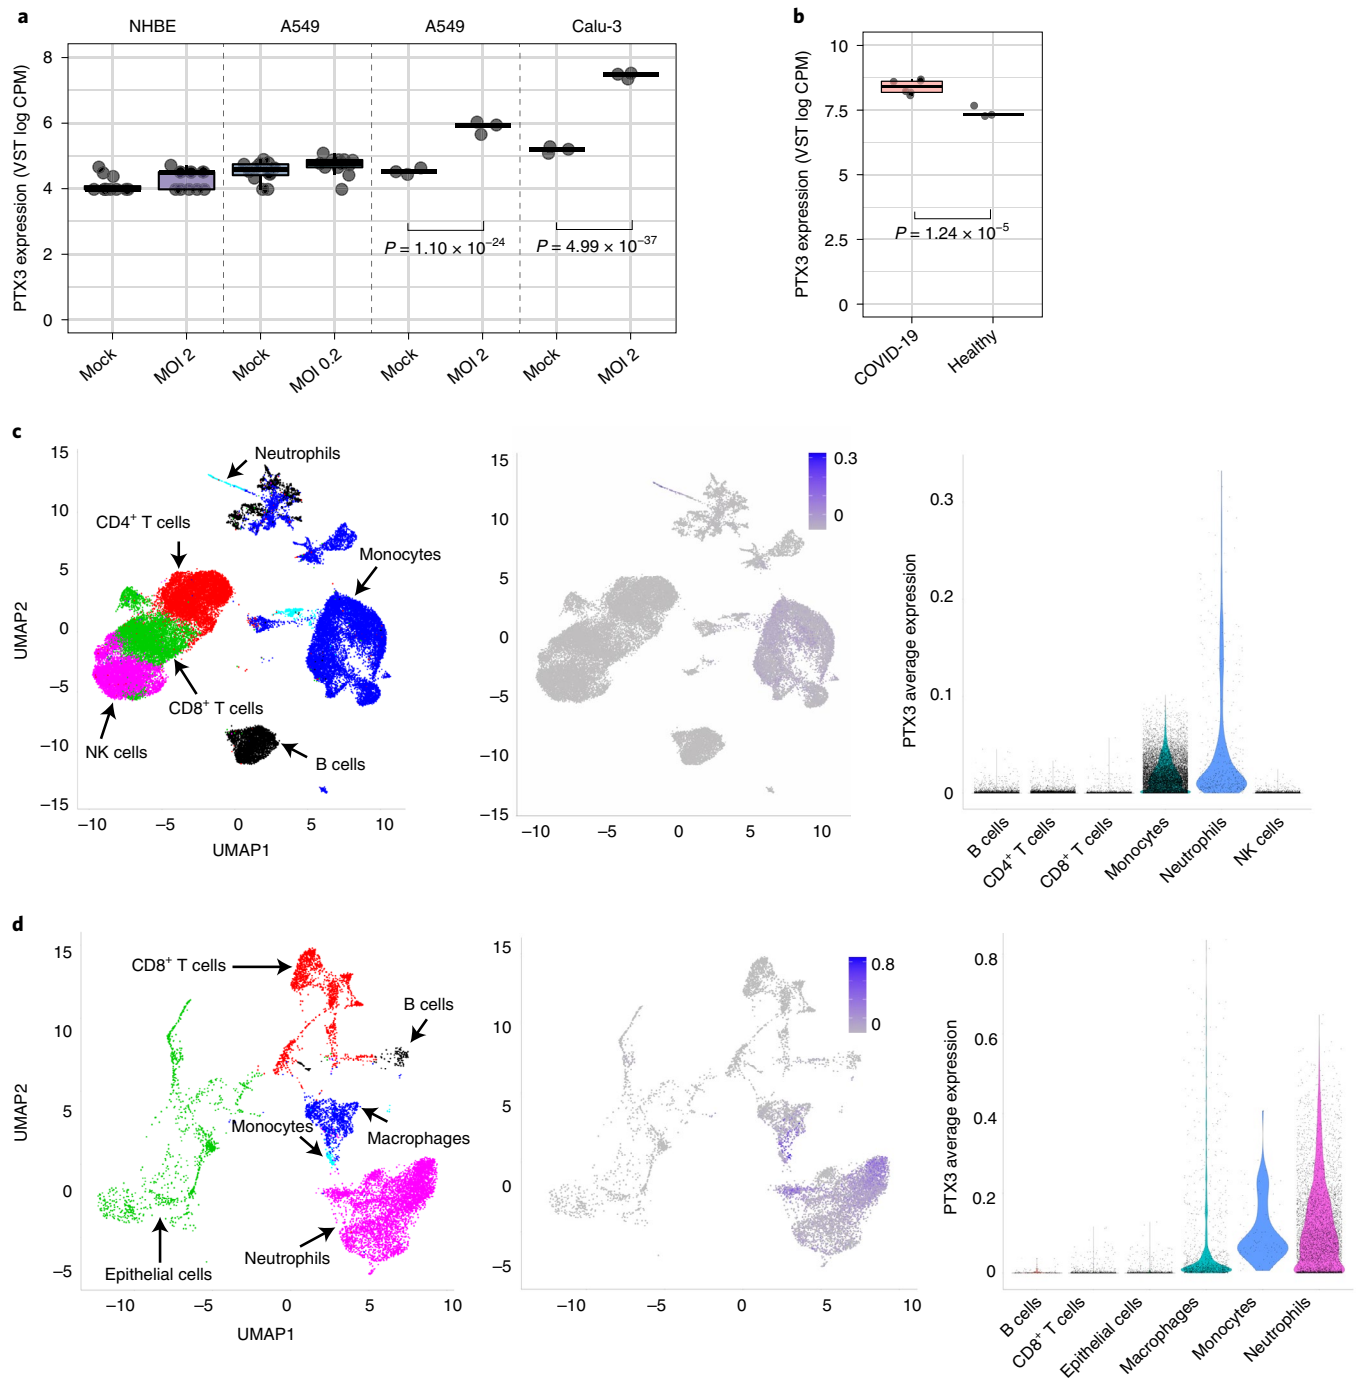 a
NHBE
A549
A549
Calu-3
PTX3 expression (VST log CPM)
8
6
4
2
0
P = 1.10 × 10–24
P = 4.99 × 10–37
Mock
MOI 2
Mock
MOI 0.2
Mock
MOI 2
Mock
MOI 2
b
PTX3 expression (VST log CPM)
10
7.5
5
2.5
0
P = 1.24 × 10–5
COVID-19
Healthy
c
UMAP2
15
10
5
0
–5
–10
–15
Neutrophils
CD4+ T cells
Monocytes
CD8+ T cells
NK cells
B cells
–10
–5
0
5
10
UMAP1
15
10
5
0
–5
–10
–15
0.3
0
–10
–5
0
5
10
PTX3 average expression
0.3
0.2
0.1
0
B cells
CD4+ T cells
CD8+ T cells
Monocytes
Neutrophils
NK cells
d
UMAP2
15
10
5
0
–5
CD8+ T cells
B cells
Monocytes
Macrophages
Neutrophils
Epithelial cells
–10
–5
0
5
10
UMAP1
15
10
5
0
–5
0.8
0
–10
–5
0
5
10
PTX3 average expression
0.8
0.6
0.4
0.2
0
B cells
CD8+ T cells
Epithelial cells
Macrophages
Monocytes
Neutrophils